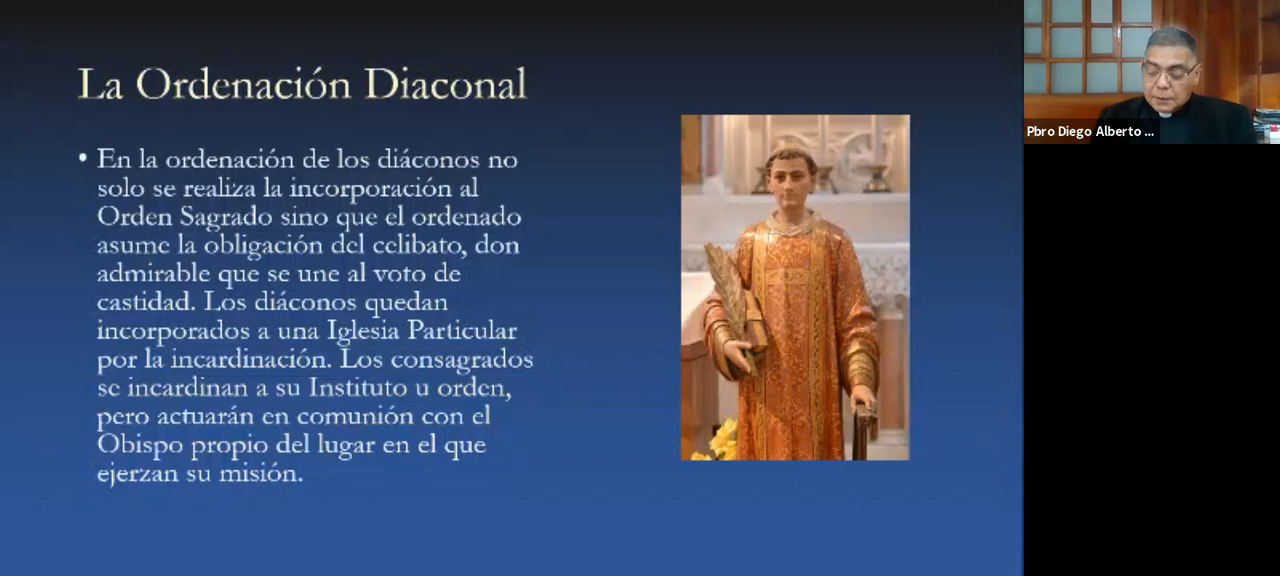 La Ordenación Diaconal
• En la ordenación de los diáconos no
solo se realiza la incorporación al
Orden Sagrado sino que el ordenado
asume la obligación del celibato, don
admirable que se une al voto de
castidad. Los diáconos quedan
incorporados a una Iglesia Particular
por la incardinación. Los consagrados
se incardinan a su Instituto u orden,
pero actuarán en comunión con el
Obispo propio del lugar en el que
ejerzan su misión.
Pbro Diego Alberto ...